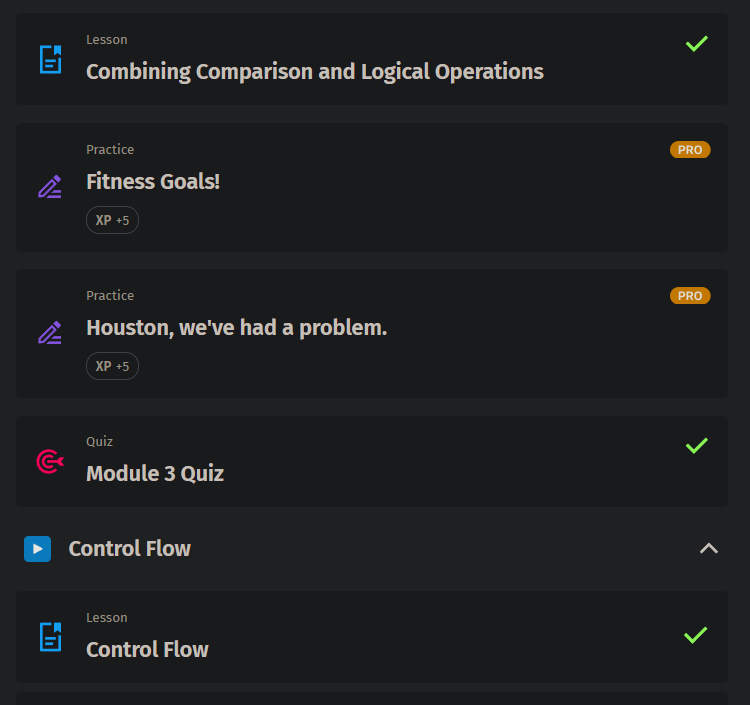 Lesson
Combining Comparison and Logical Operations
Practice
PRO
Fitness Goals!
XP +5
Practice
PRO
Houston, we've had a problem.
XP +5
Quiz
Module 3 Quiz
Control Flow
Lesson
Control Flow